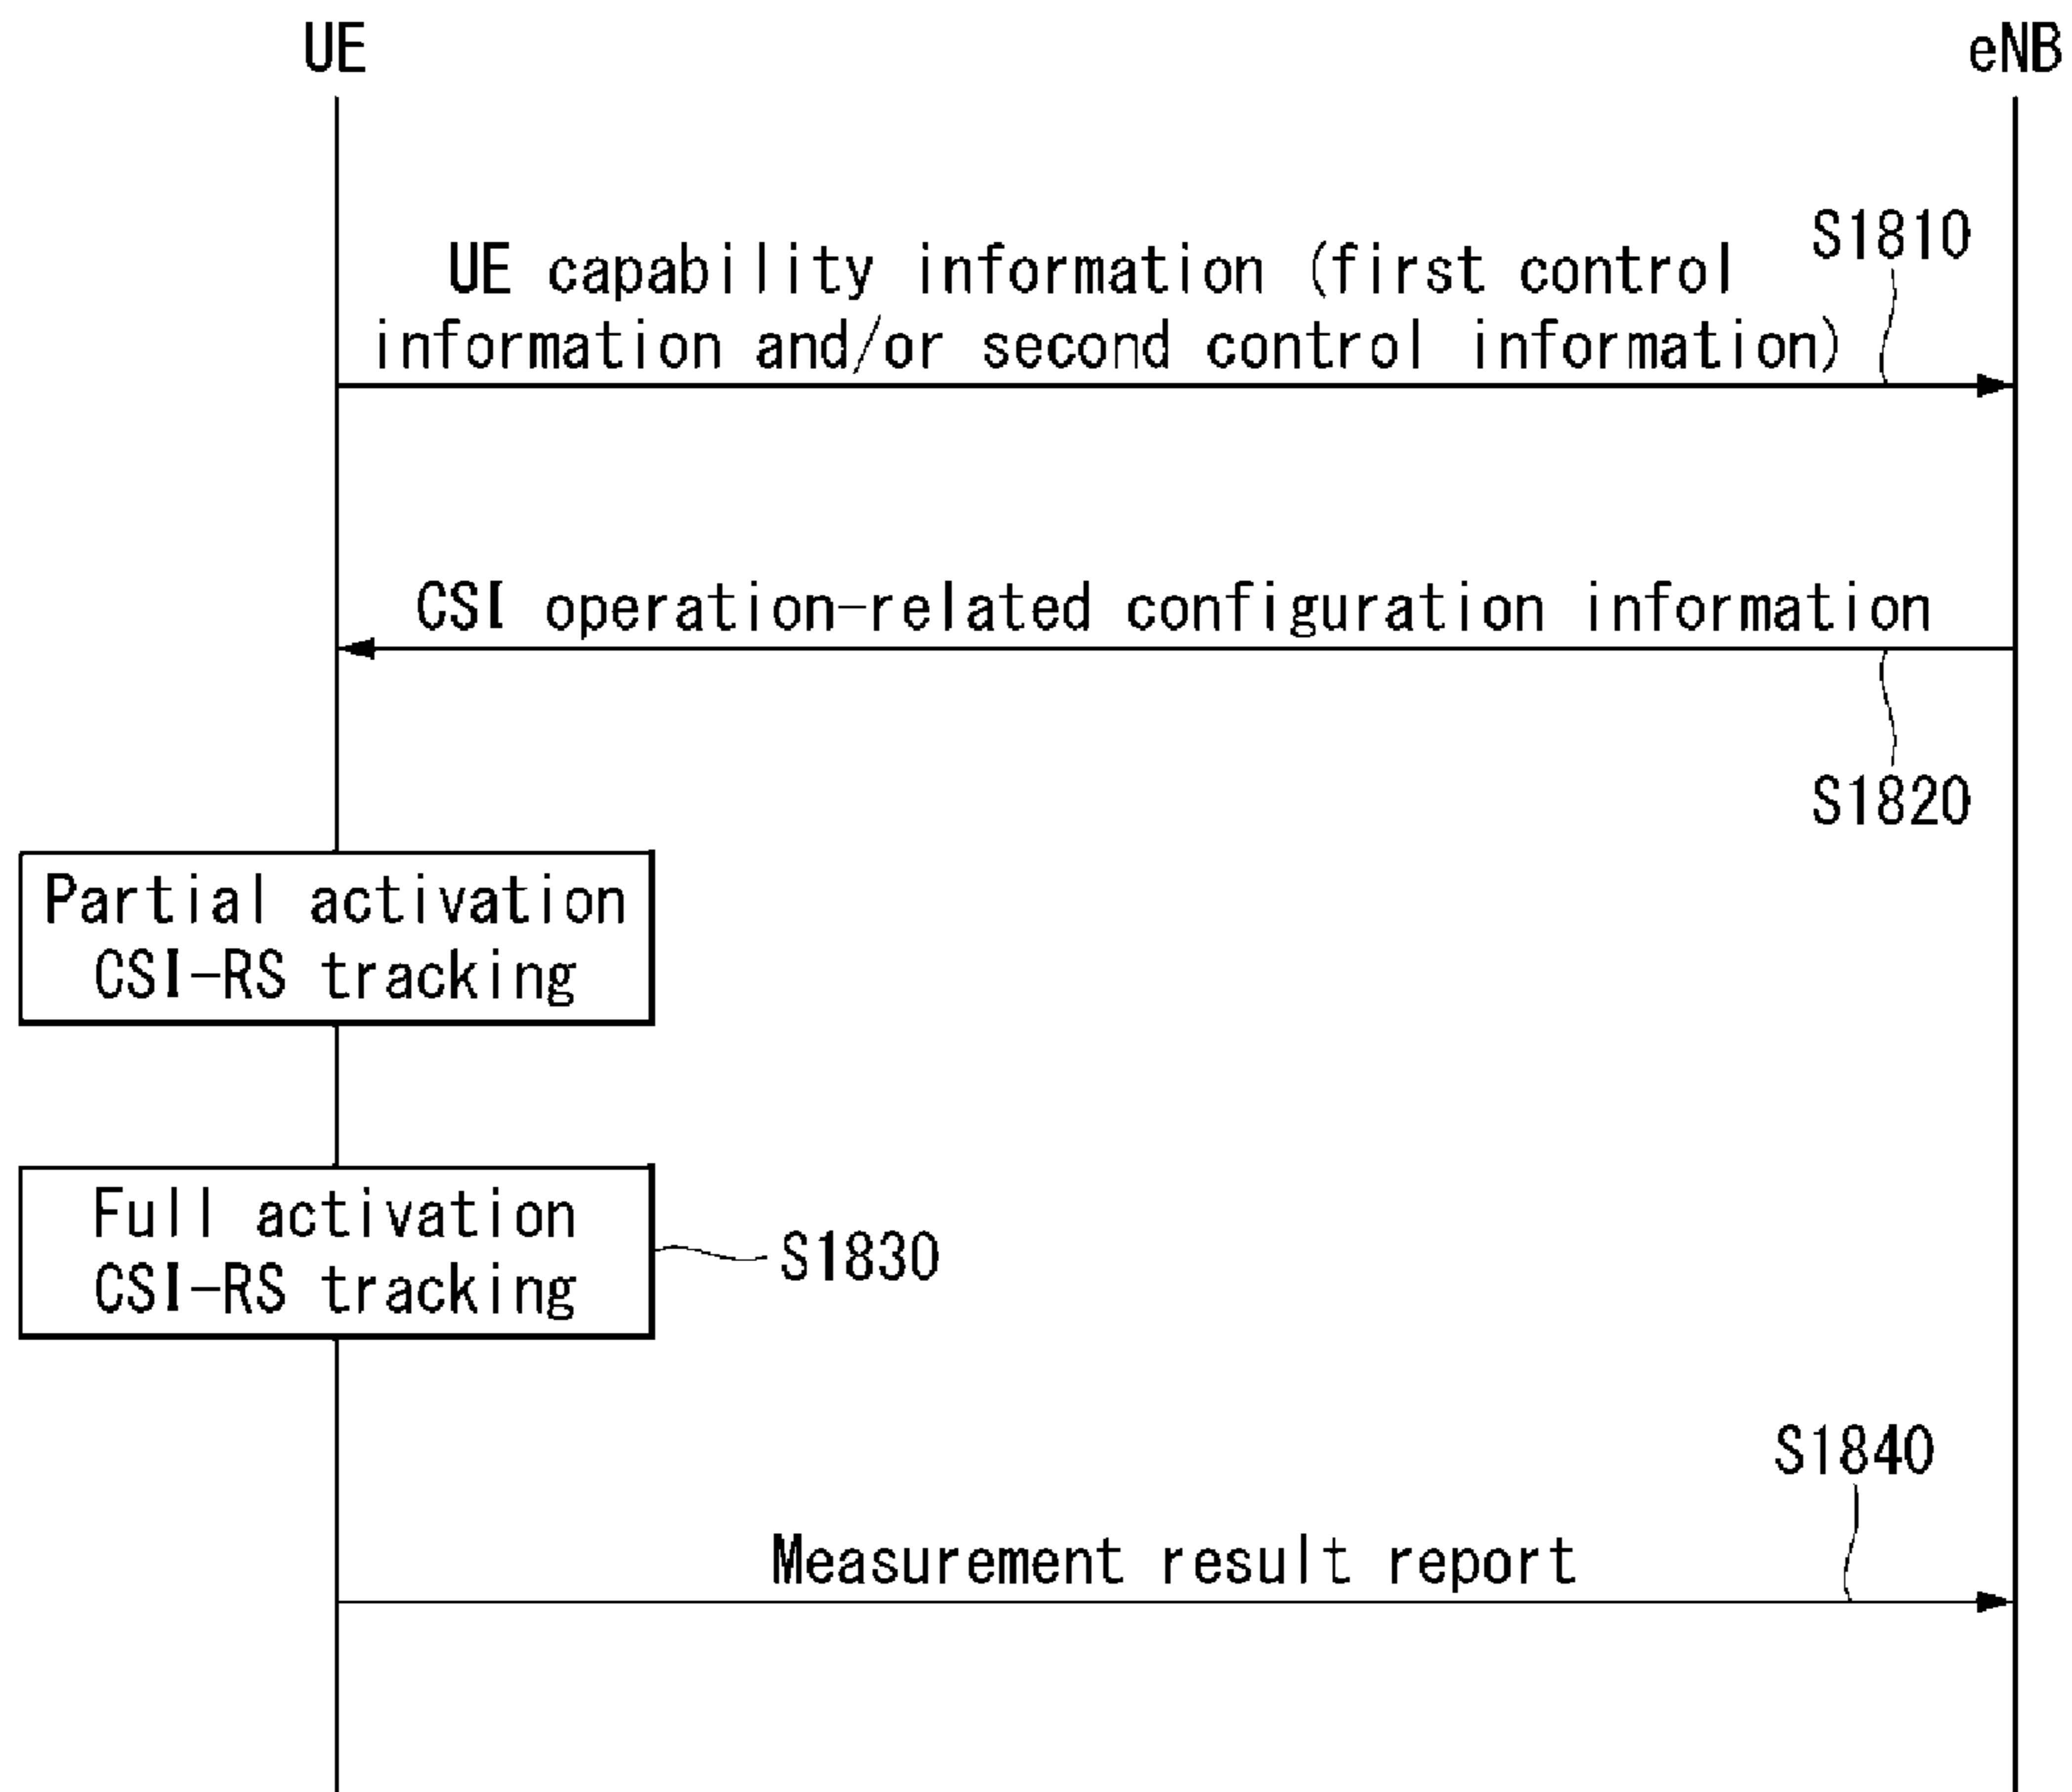 UE
eNB
S1810
UE capability information (first control
information and/or second control information)
CSI operation-related configuration information
S1820
Partial activation
CSI-RS tracking
Full activation
CSI-RS tracking
S1830
S1840
Measurement result report